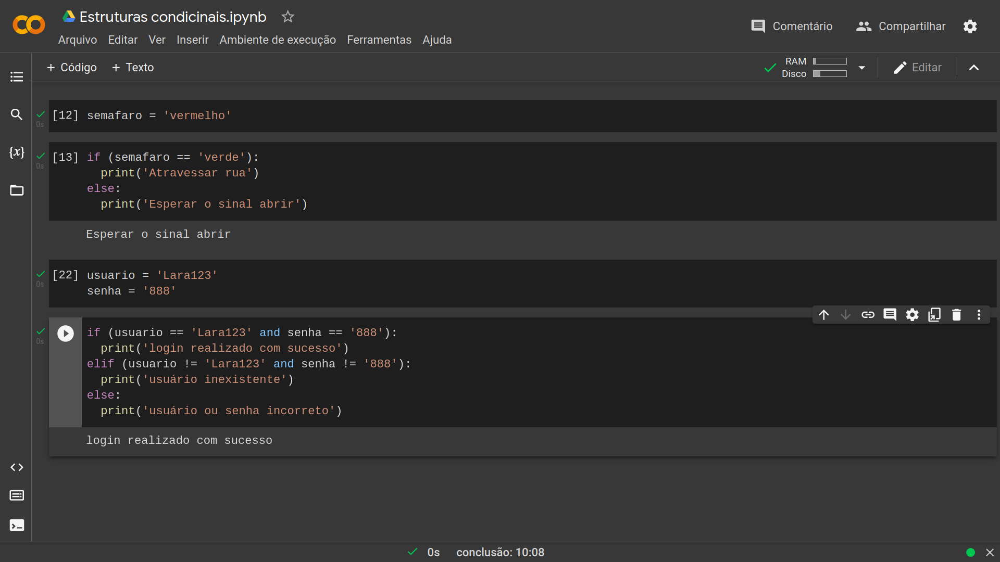 Estruturas condicinais.ipynb
Comentário
Compartilhar
Arquivo Editar Ver Inserir Ambiente de execução Ferramentas Ajuda
+ Código + Texto
RAM
Disco
Editar
{x}
0s
[12] semafaro = 'vermelho'
0s
[13] if (semafaro == 'verde'):
print('Atravessar rua')
else:
print('Esperar o sinal abrir')
Esperar o sinal abrir
0s
[22] usuario = 'Lara123'
senha = '888'
0s
if (usuario == 'Lara123' and senha == '888'):
print('login realizado com sucesso')
elif (usuario != 'Lara123' and senha != '888'):
print('usuário inexistente')
else:
print('usuário ou senha incorreto')
login realizado com sucesso
0s conclusão: 10:08